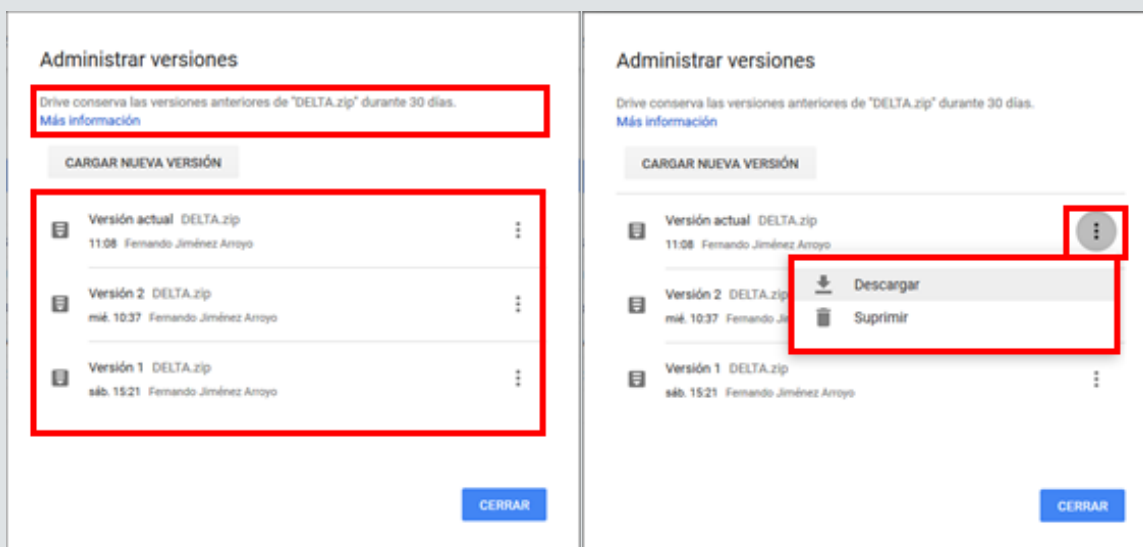 Administrar versiones
Drive conserva las versiones anteriores de "DELTA.zip" durante 30 días.
Más información
CARGAR NUEVA VERSIÓN
Versión actual DELTA.zip
11:08 Fernando Jiménez Arroyo
Versión 2 DELTA.zip
mié. 10:37 Fernando Jiménez Arroyo
Versión 1 DELTA.zip
sáb. 15:21 Fernando Jiménez Arroyo
CERRAR
Administrar versiones
Drive conserva las versiones anteriores de "DELTA.zip" durante 30 días.
Más información
CARGAR NUEVA VERSIÓN
Versión actual DELTA.zip
11:08 Fernando Jiménez Arroyo
Descargar
Suprimir
Versión 2 DELTA.zip
mié. 10:37 Fernando
Versión 1 DELTA.zip
sáb. 15:21 Fernando Jiménez Arroyo
CERRAR